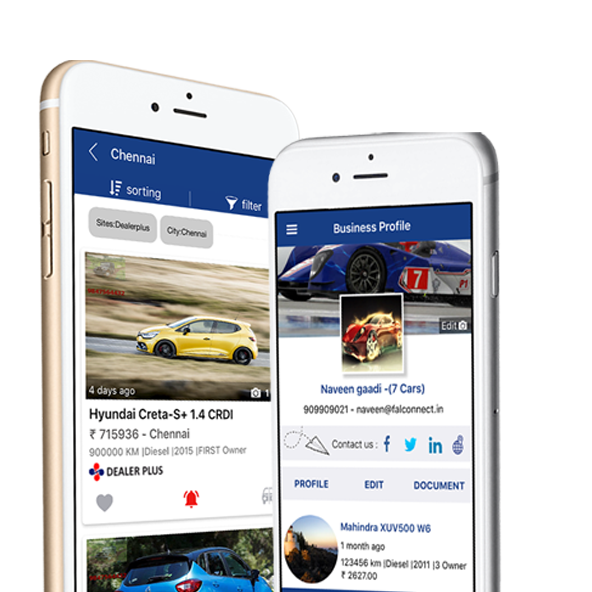 Chennai
sorting
filter
Sites:Dealerplus
City:Chennai
4 days ago
1
Hyundai Creta-S+ 1.4 CRDI
₹ 715936 - Chennai
900000 KM |Diesel |2015 |FIRST Owner
DEALER PLUS
Business Profile
7
P1
Edit
Naveen gaadi -(7 Cars)
909909021 - naveen@falconnect.in
Contact us :
PROFILE
EDIT
DOCUMENT
Mahindra XUV500 W6
1 month ago
123456 km |Diesel |2011 |3 Owner
₹ 2627.00